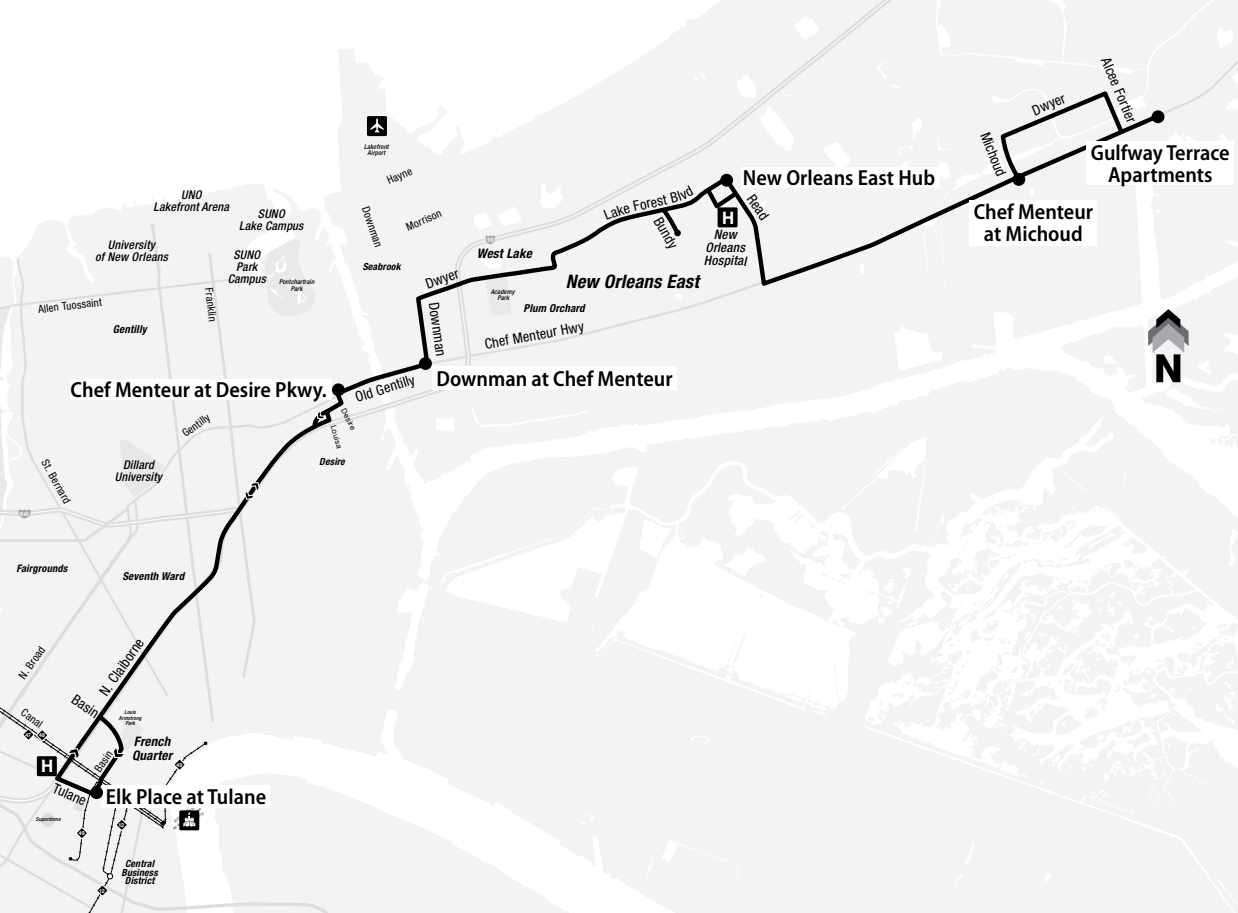 Alcee Fortier
Dwyer
Michoud
Gulfway Terrace
Apartments
Lakefront
Airport
Hayne
New Orleans East Hub
UNO
Lakefront Arena
Lake Forest Blvd
Read
H
SUNO
Lake Campus
Downman
Morrison
Bundy
Chef Menteur
at Michoud
New
Orleans
Hospital
University
of New Orleans
SUNO
Park
Campus
Pontchartrain
Park
Seabrook
West Lake
610
Dwyer
New Orleans East
Academy
Park
Plum Orchard
Allen Tuossaint
Franklin
Gentilly
Downman
Chef Menteur Hwy
N
Chef Menteur at Desire Pkwy.
Old Gentilly
Downman at Chef Menteur
Gentilly
Desire
Louisa
Desire
St. Bernard
Dillard
University
610
Fairgrounds
Seventh Ward
N. Broad
N. Claiborne
Basin
Louis
Armstrong
Park
Canal
French
Quarter
Basin
H
Tulane
Elk Place at Tulane
Superdome
Central
Business
District